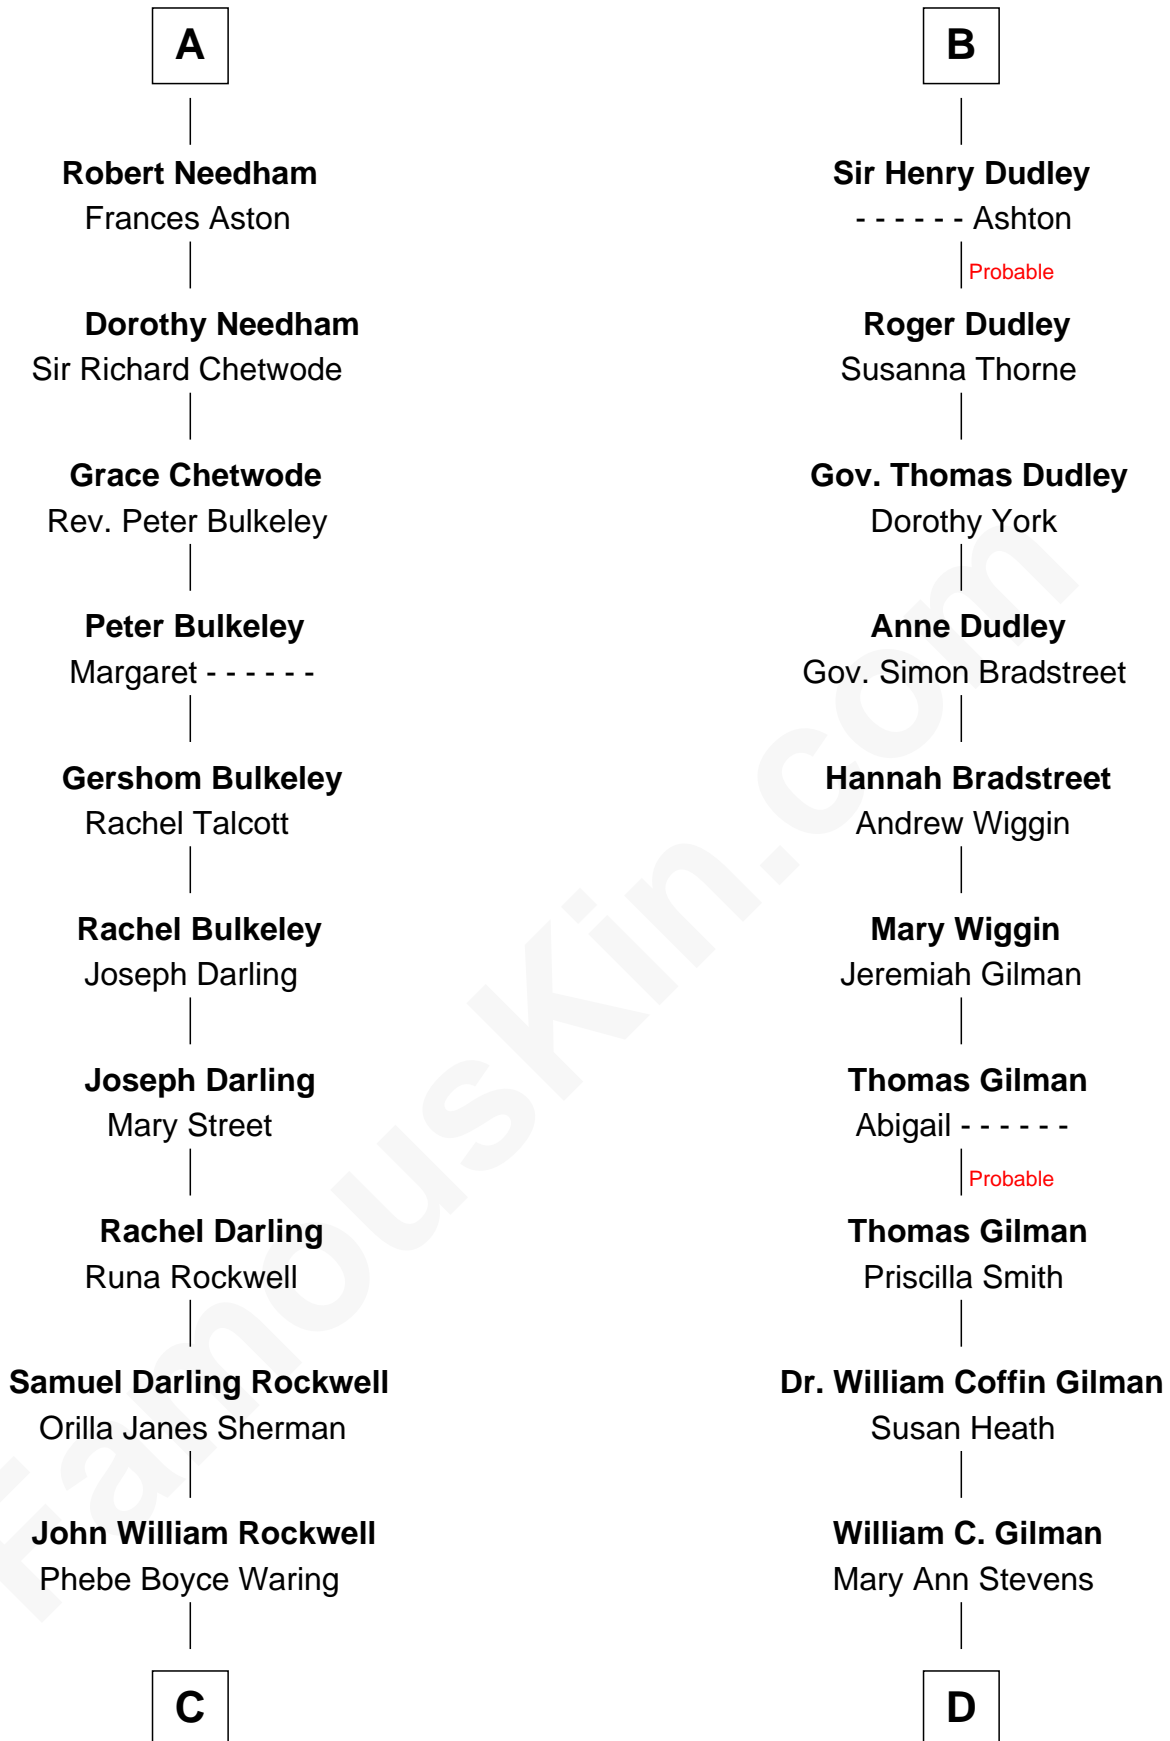 A
Robert Needham
Frances Aston
Dorothy Needham
Sir Richard Chetwode
Grace Chetwode
Rev. Peter Bulkeley
Peter Bulkeley
Margaret - - - - - -
Gershom Bulkeley
Rachel Talcott
Rachel Bulkeley
Joseph Darling
Joseph Darling
Mary Street
Rachel Darling
Runa Rockwell
Samuel Darling Rockwell
Orilla Janes Sherman
John William Rockwell
Phebe Boyce Waring
C
B
Sir Henry Dudley
- - - - - - Ashton
Probable
Roger Dudley
Susanna Thorne
Gov. Thomas Dudley
Dorothy York
Anne Dudley
Gov. Simon Bradstreet
Hannah Bradstreet
Andrew Wiggin
Mary Wiggin
Jeremiah Gilman
Thomas Gilman
Abigail - - - - - -
Probable
Thomas Gilman
Priscilla Smith
Dr. William Coffin Gilman
Susan Heath
William C. Gilman
Mary Ann Stevens
D
FamousKin.com